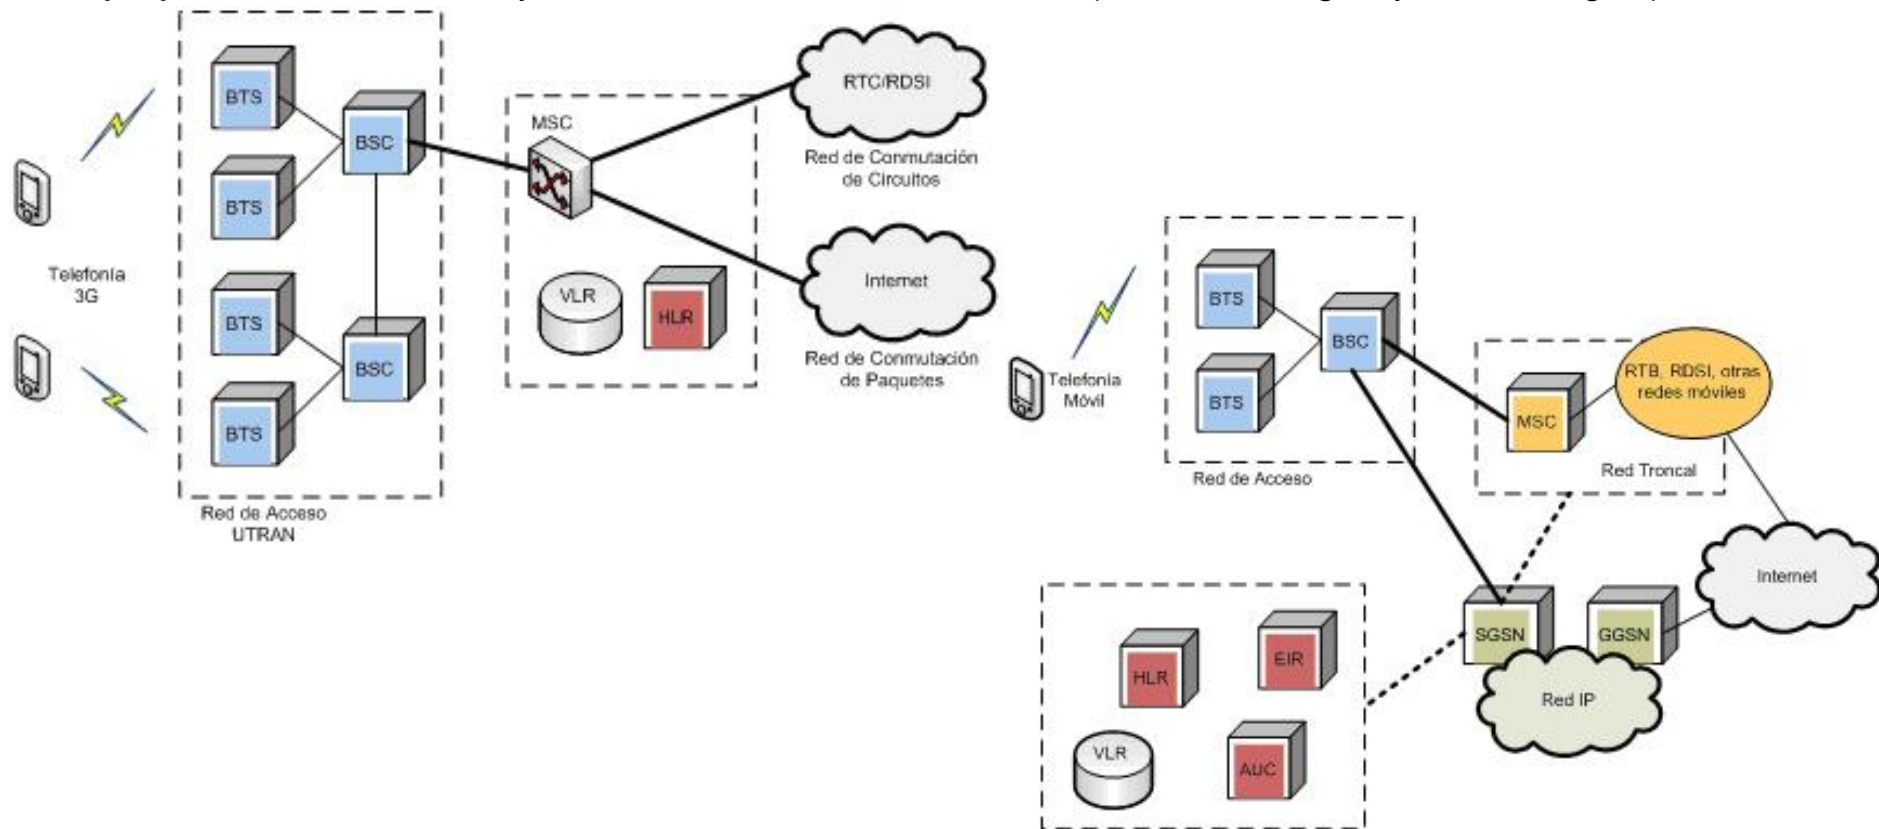 BTS
BTS
BSC
Telefonía
3G
BTS
BTS
BSC
Red de Acceso
UTRAN
MSC
VLR
HLR
RTC/RDSI
Red de Conmutación
de Circuitos
Internet
Red de Conmutación
de Paquetes
Telefonía
Móvil
BTS
BTS
BSC
Red de Acceso
MSC
Red Troncal
RTB, RDSI, otras
redes móviles
Internet
SGSN
GGSN
Red IP
HLR
EIR
VLR
AUC